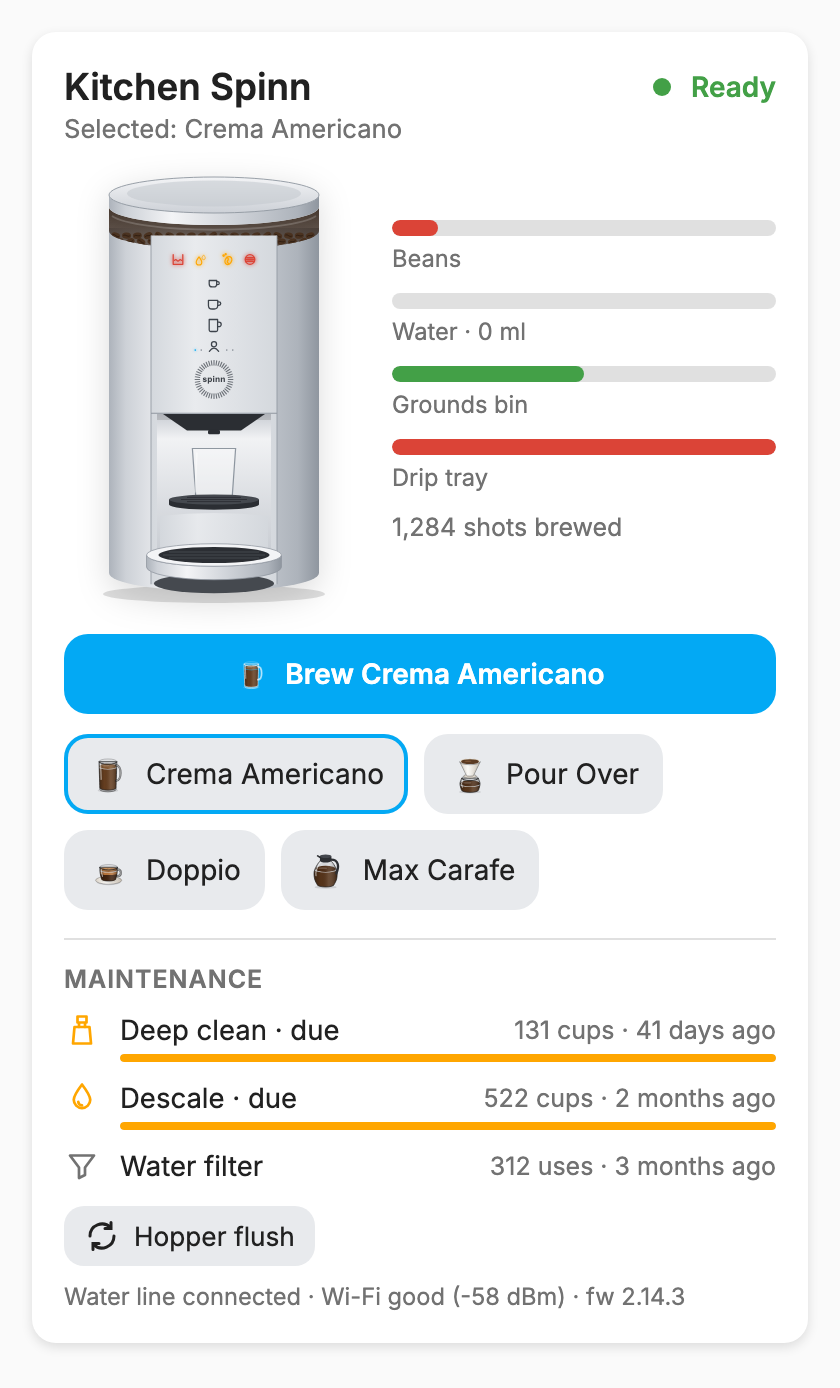 Kitchen Spinn
Ready
Selected: Crema Americano
spinn
Beans
Water · 0 ml
Grounds bin
Drip tray
1,284 shots brewed
Brew Crema Americano
Crema Americano
Pour Over
Doppio
Max Carafe
MAINTENANCE
Deep clean · due
131 cups · 41 days ago
Descale · due
522 cups · 2 months ago
Water filter
312 uses · 3 months ago
Hopper flush
Water line connected · Wi-Fi good (-58 dBm) · fw 2.14.3